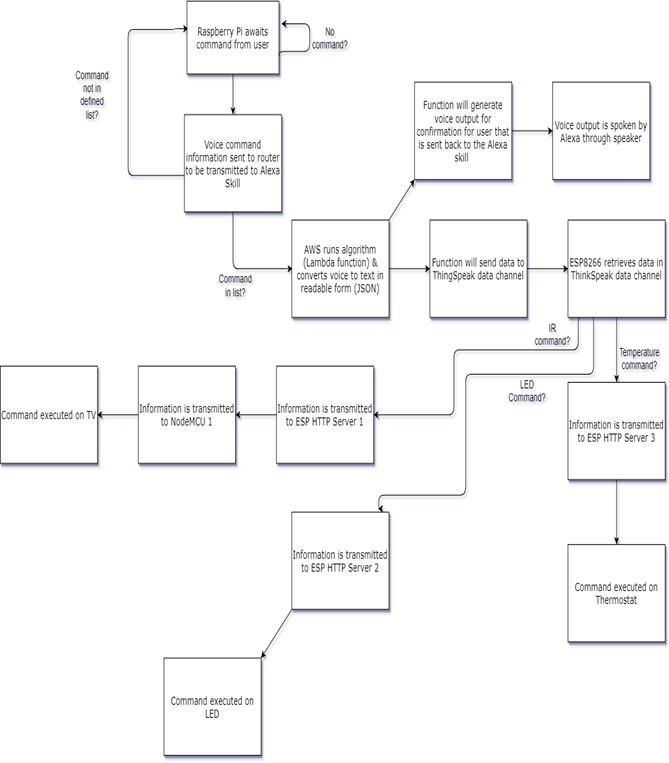 Raspberry Pi awaits
command from user
No
command?
Command
not in
defined
list?
Voice command
information sent to router
to be transmitted to Alexa
Skill
Function will generate
voice output for
confirmation for user that
is sent back to the Alexa
skill
Voice output is spoken by
Alexa through speaker
Command
in list?
AWS runs algorithm
(Lambda function) &
converts voice to text in
readable form (JSON)
Function will send data to
ThingSpeak data channel
ESP8266 retrieves data in
ThinkSpeak data channel
IR
command?
LED
Command?
Temperature
command?
Command executed on TV
Information is transmitted
to NodeMCU 1
Information is transmitted
to ESP HTTP Server 1
Information is transmitted
to ESP HTTP Server 3
Information is transmitted
to ESP HTTP Server 2
Command executed on
Thermostat
Command executed on
LED